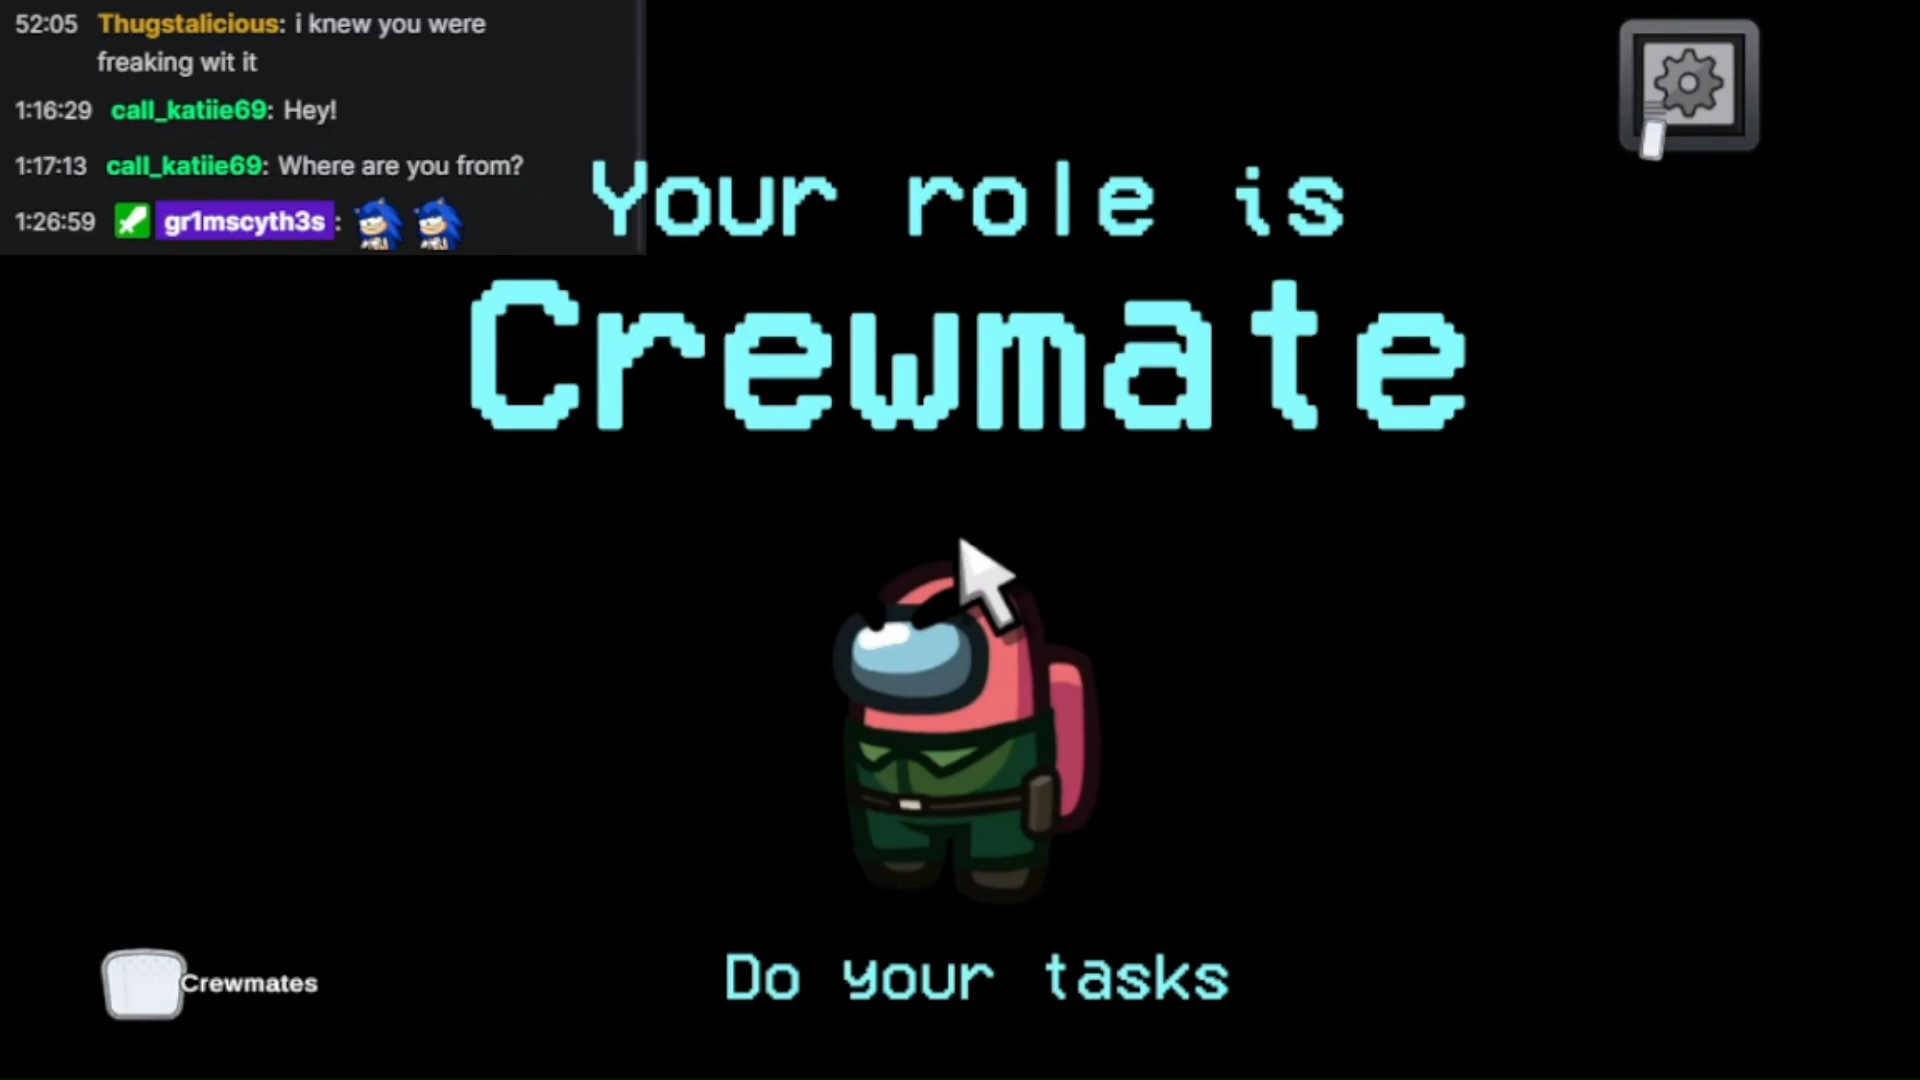 52:05 Thugstalicious: i knew you were
freaking wit it
1:16:29 call_katiie69: Hey!
1:17:13 call_katiie69: Where are you from?
1:26:59 gr1mscyth3s :
Your role is
Crewmate
Do your tasks
Crewmates